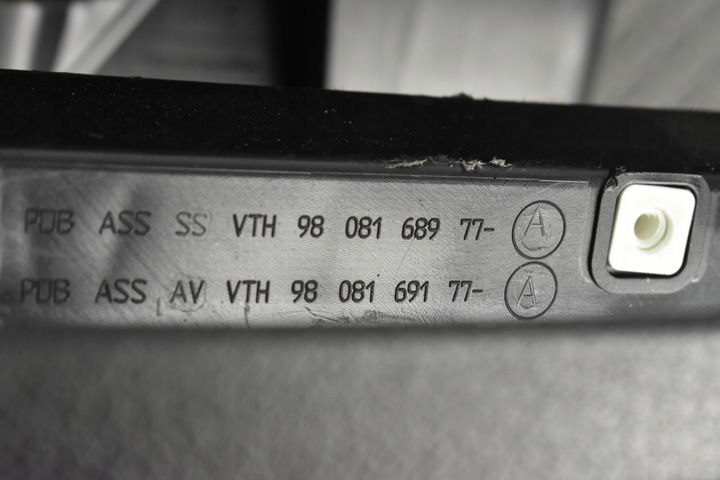 PDB ASS SS VTH 98 081 689 77- A
PDB ASS AV VTH 98 081 691 77- A